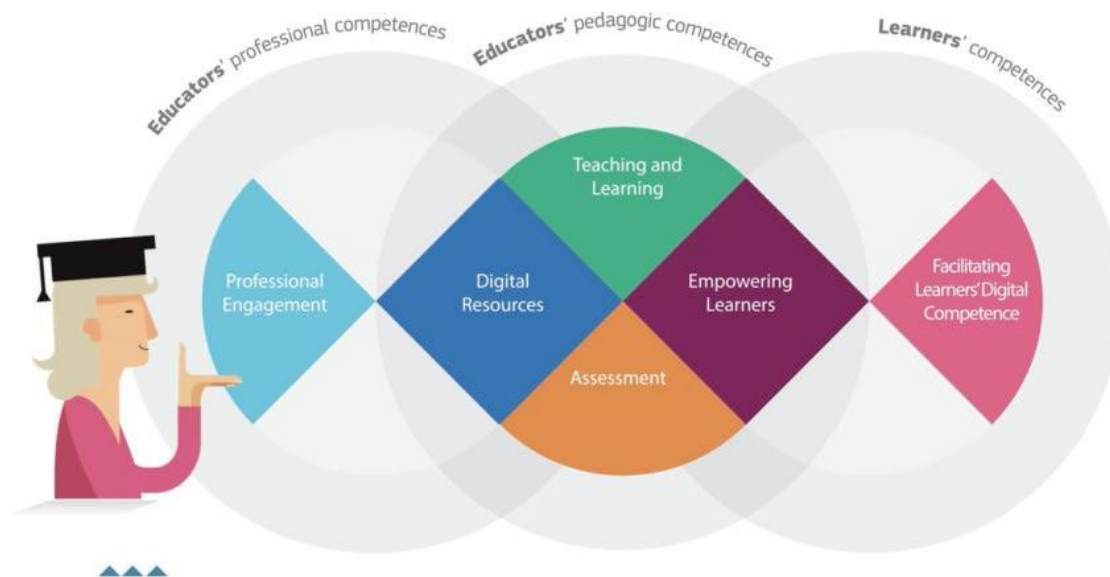 Educators' professional competences
Educators' pedagogic competences
Learners' competences
Teaching and
Learning
Professional
Engagement
Digital
Resources
Empowering
Learners
Facilitating
Learners' Digital
Competence
Assessment